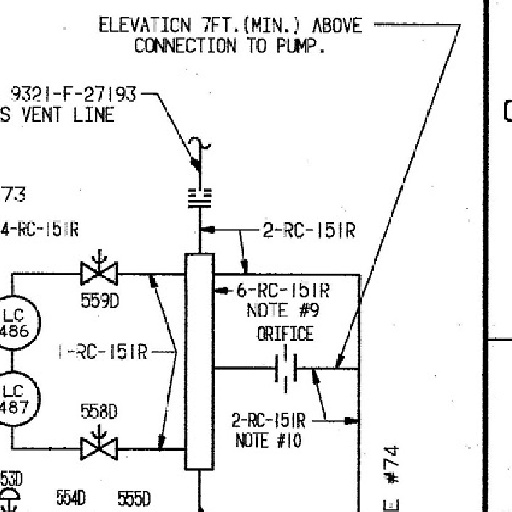 ELEVATION 7FT.(MIN.) ABOVE
CONNECTION TO PUMP.
9321-F-27193
S VENT LINE
73
4-RC-151R
2-RC-151R
559D
6-RC-151R
NOTE #9
ORIFICE
LC
486
1-RC-151R
LC
487
558D
2-RC-151R
NOTE #10
53D
554D
555D
E #74